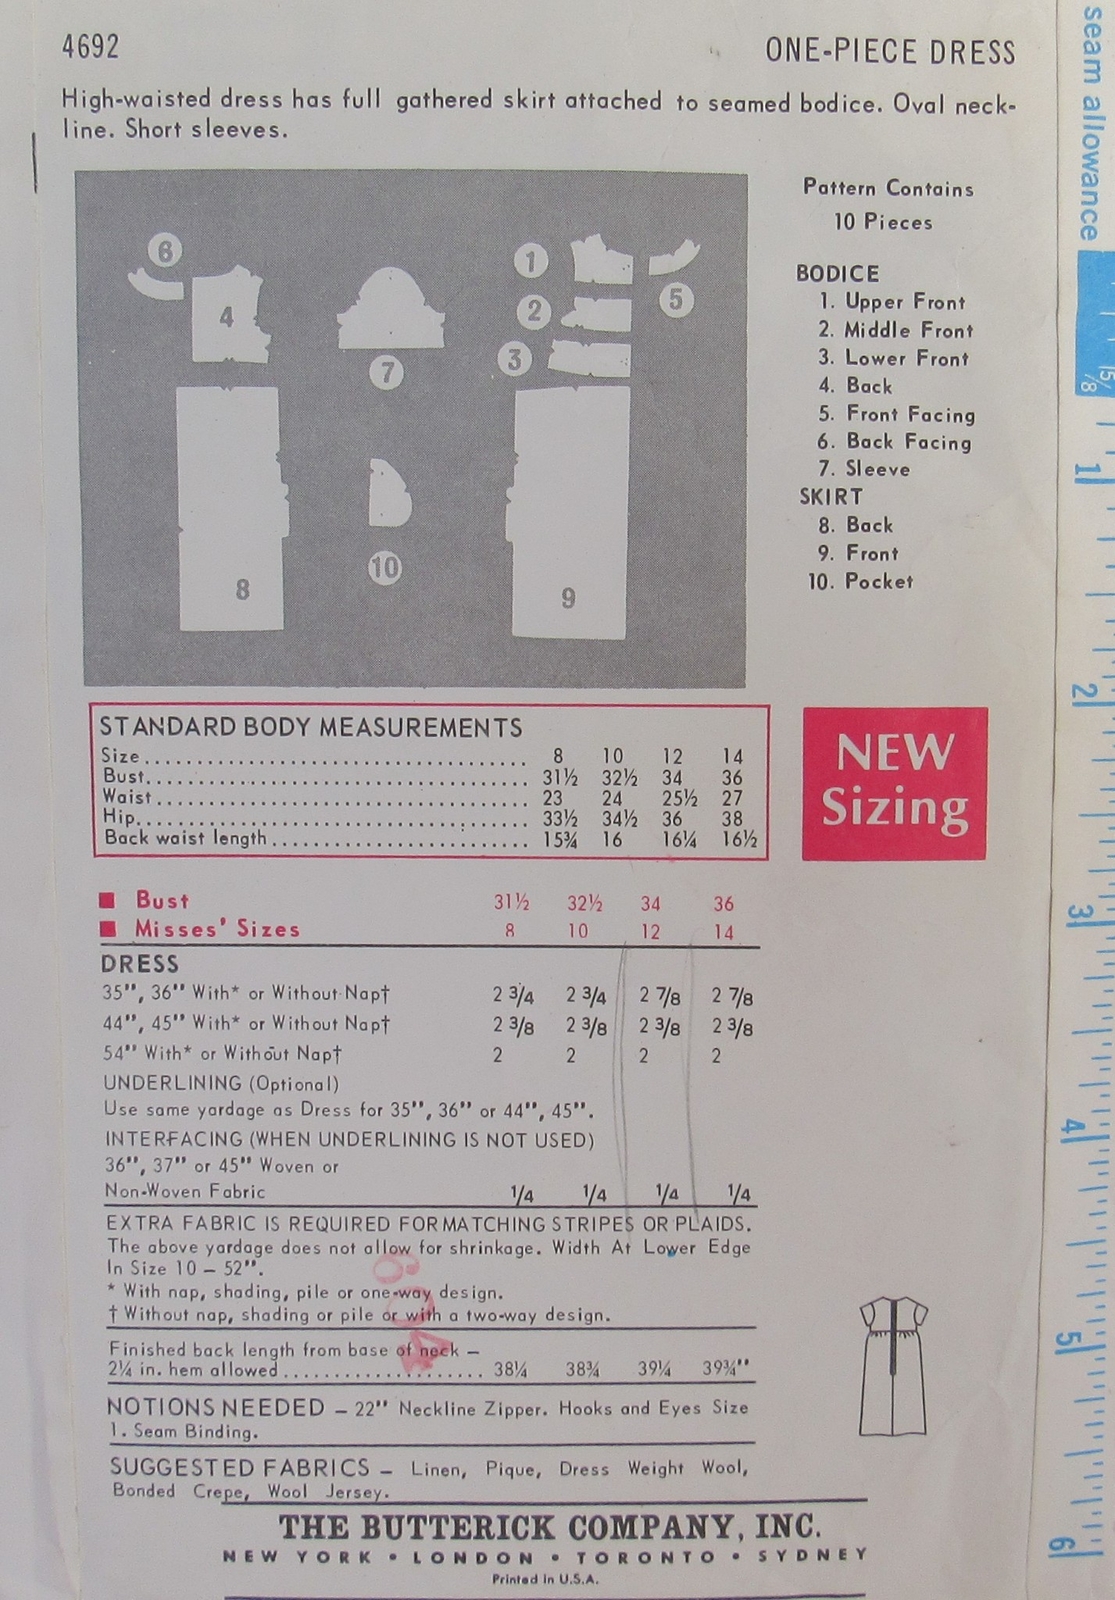 4692
ONE-PIECE DRESS
High-waisted dress has full gathered skirt attached to seamed bodice. Oval neck-
line. Short sleeves.
6
4
7
1
2
3
5
8
10
9
Pattern Contains
10 Pieces
BODICE
1. Upper Front
2. Middle Front
3. Lower Front
4. Back
5. Front Facing
6. Back Facing
7. Sleeve
SKIRT
8. Back
9. Front
10. Pocket
STANDARD BODY MEASUREMENTS
Size.................................... 8 10 12 14
Bust.................................... 31½ 32½ 34 36
Waist.................................... 23 24 25½ 27
Hip.................................... 33½ 34½ 36 38
Back waist length.......................... 15¾ 16 16¼ 16½
NEW
Sizing
■ Bust 31½ 32½ 34 36
■ Misses' Sizes 8 10 12 14
DRESS
35", 36" With* or Without Nap† 2 3/4 2 3/4 2 7/8 2 7/8
44", 45" With* or Without Nap† 2 3/8 2 3/8 2 3/8 2 3/8
54" With* or Without Nap† 2 2 2 2
UNDERLINING (Optional)
Use same yardage as Dress for 35", 36" or 44", 45".
INTERFACING (WHEN UNDERLINING IS NOT USED)
36", 37" or 45" Woven or
Non-Woven Fabric 1/4 1/4 1/4 1/4
EXTRA FABRIC IS REQUIRED FOR MATCHING STRIPES OR PLAIDS.
The above yardage does not allow for shrinkage. Width At Lower Edge
In Size 10 – 52".
* With nap, shading, pile or one-way design.
† Without nap, shading or pile or with a two-way design.
Finished back length from base of neck –
2¼ in. hem allowed .................... 38¼ 38¾ 39¼ 39¾"
NOTIONS NEEDED – 22" Neckline Zipper. Hooks and Eyes Size
1. Seam Binding.
SUGGESTED FABRICS – Linen, Pique, Dress Weight Wool,
Bonded Crepe, Wool Jersey.
THE BUTTERICK COMPANY, INC.
NEW YORK • LONDON • TORONTO • SYDNEY
Printed in U.S.A.
seam allowance
5/8
1
2
3
4
5
6